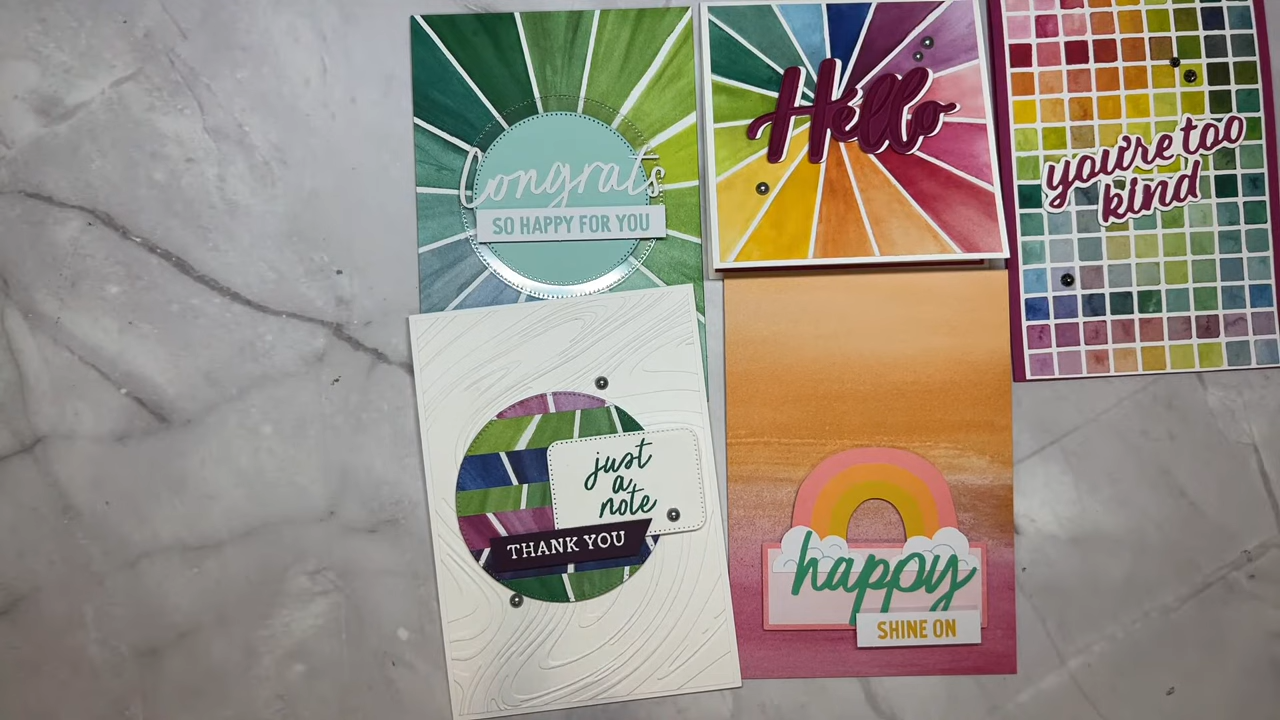 Congrats
SO HAPPY FOR YOU
Hello
you're too
kind
just
a
note
THANK YOU
happy
SHINE ON